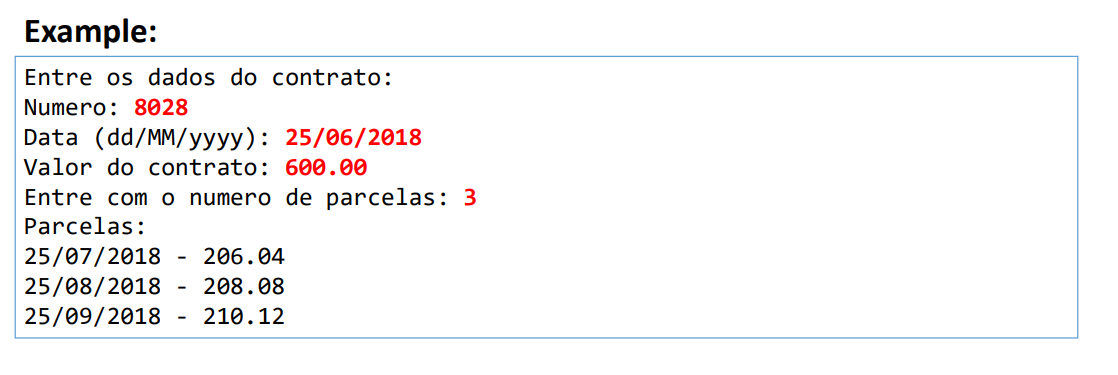 Example:
Entre os dados do contrato:
Numero: 8028
Data (dd/MM/yyyy): 25/06/2018
Valor do contrato: 600.00
Entre com o numero de parcelas: 3
Parcelas:
25/07/2018 - 206.04
25/08/2018 - 208.08
25/09/2018 - 210.12